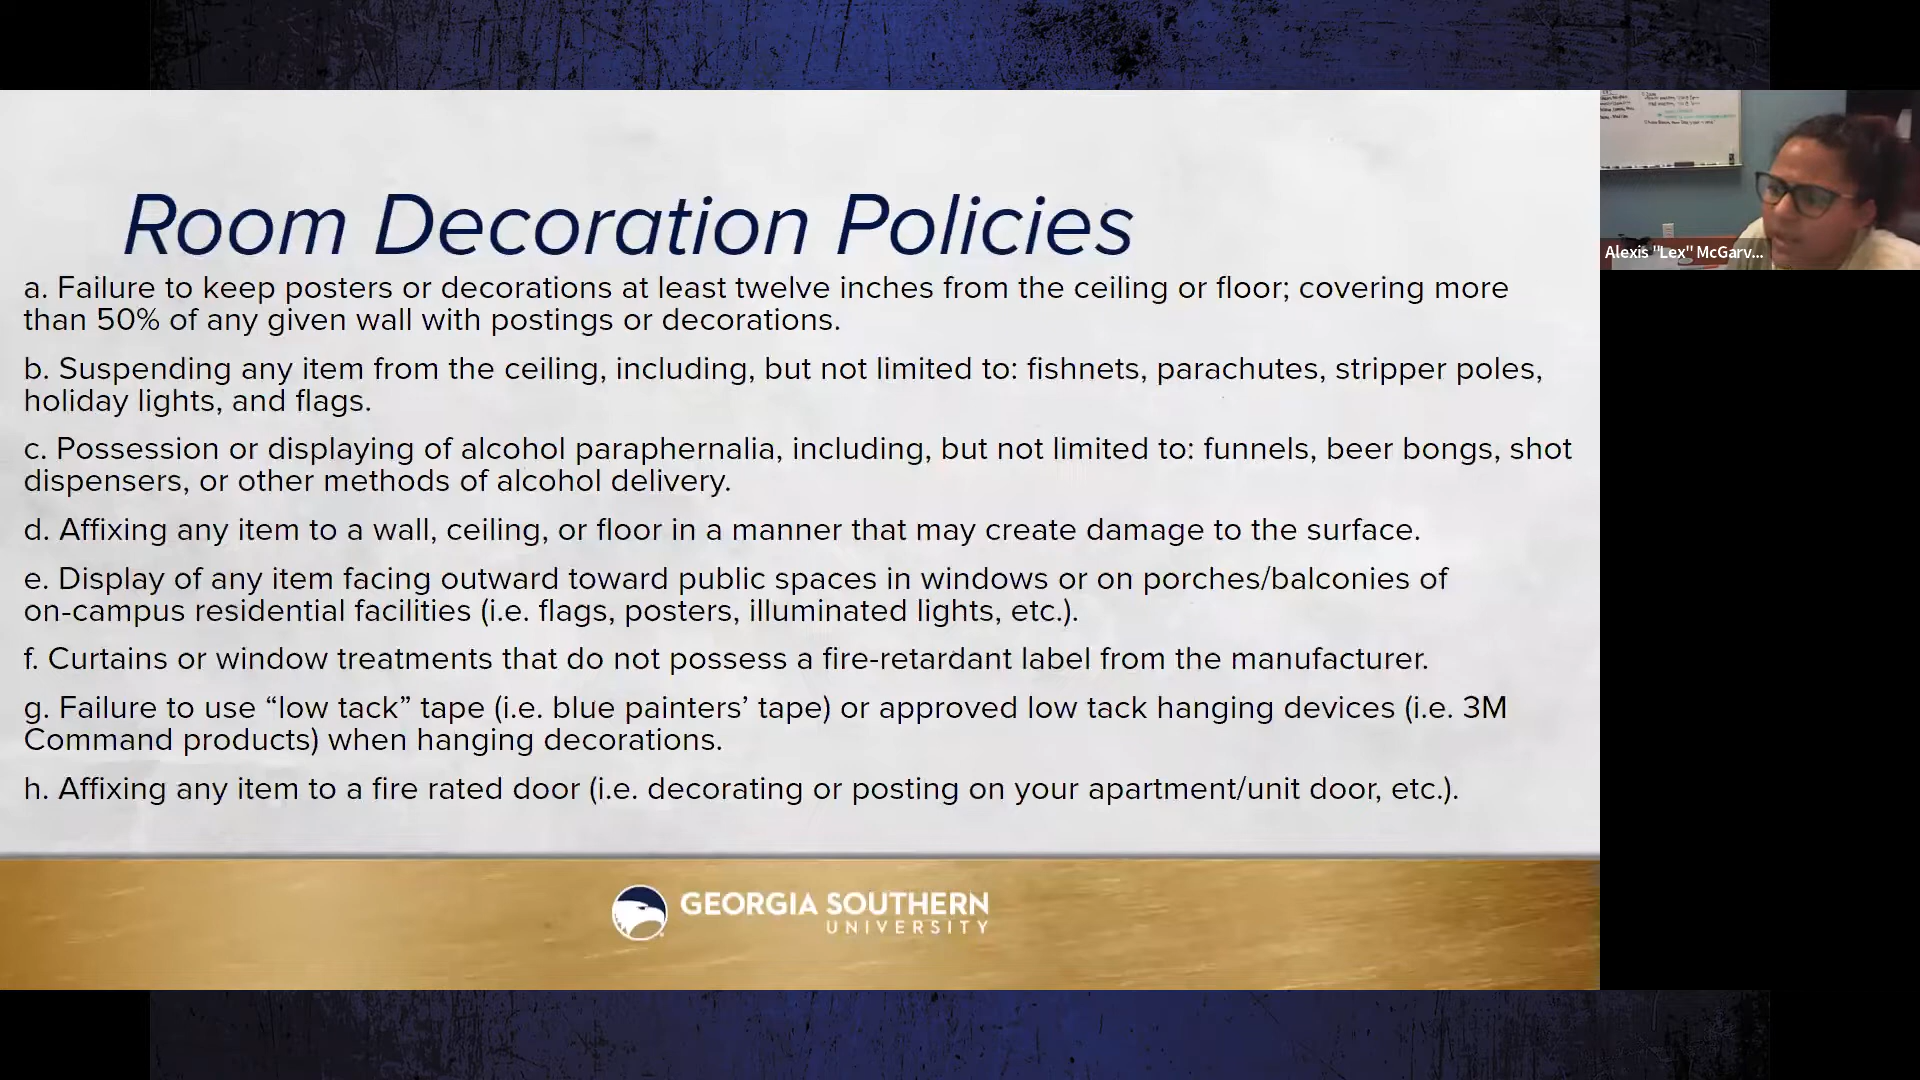 Room Decoration Policies
a. Failure to keep posters or decorations at least twelve inches from the ceiling or floor; covering more
than 50% of any given wall with postings or decorations.
b. Suspending any item from the ceiling, including, but not limited to: fishnets, parachutes, stripper poles,
holiday lights, and flags.
c. Possession or displaying of alcohol paraphernalia, including, but not limited to: funnels, beer bongs, shot
dispensers, or other methods of alcohol delivery.
d. Affixing any item to a wall, ceiling, or floor in a manner that may create damage to the surface.
e. Display of any item facing outward toward public spaces in windows or on porches/balconies of
on-campus residential facilities (i.e. flags, posters, illuminated lights, etc.).
f. Curtains or window treatments that do not possess a fire-retardant label from the manufacturer.
g. Failure to use “low tack” tape (i.e. blue painters’ tape) or approved low tack hanging devices (i.e. 3M
Command products) when hanging decorations.
h. Affixing any item to a fire rated door (i.e. decorating or posting on your apartment/unit door, etc.).
GEORGIA SOUTHERN
UNIVERSITY
Alexis "Lex" McGarv...